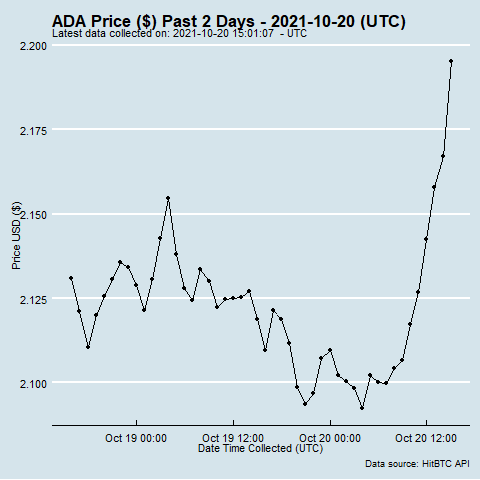 ADA Price ($) Past 2 Days - 2021-10-20 (UTC)
Latest data collected on: 2021-10-20 15:01:07 - UTC
2.200
2.175
2.150
2.125
2.100
Price USD ($)
Oct 19 00:00 Oct 19 12:00 Oct 20 00:00 Oct 20 12:00
Date Time Collected (UTC)
Data source: HitBTC API